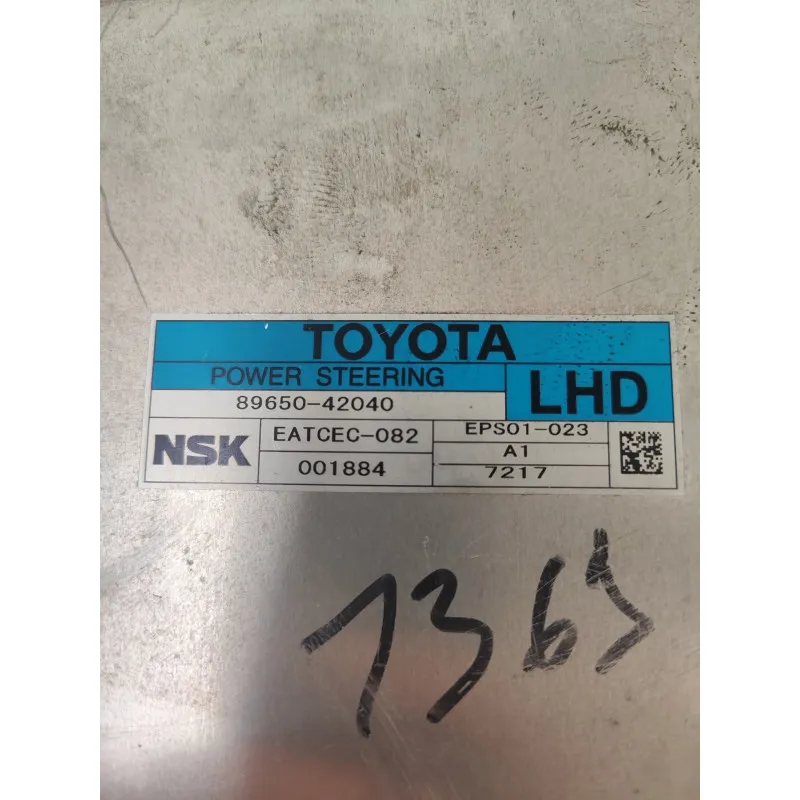 TOYOTA
POWER STEERING
LHD
89650-42040
NSK
EATCEC-082
EPS01-023
A1
001884
7217